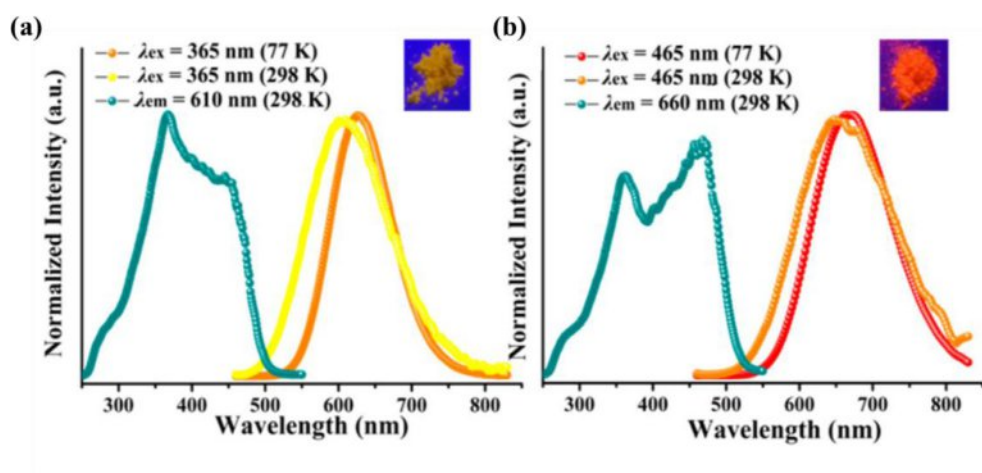 (a)
λex = 365 nm (77 K)
λex = 365 nm (298 K)
λem = 610 nm (298 K)
Normalized Intensity (a.u.)
300 400 500 600 700 800
Wavelength (nm)
(b)
λex = 465 nm (77 K)
λex = 465 nm (298 K)
λem = 660 nm (298 K)
Normalized Intensity (a.u.)
300 400 500 600 700 800
Wavelength (nm)